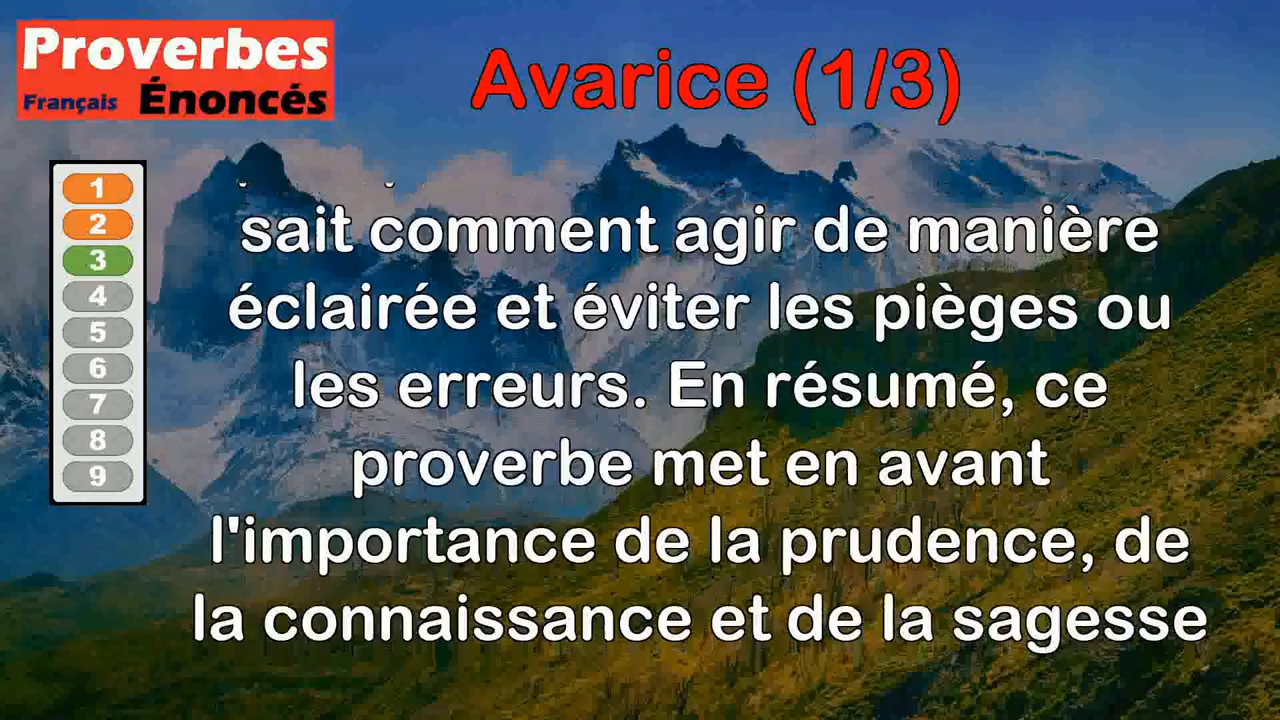 Proverbes
Français Énoncés
Avarice (1/3)
1
2
3
4
5
6
7
8
9
sait comment agir de manière
éclairée et éviter les pièges ou
les erreurs. En résumé, ce
proverbe met en avant
l'importance de la prudence, de
la connaissance et de la sagesse